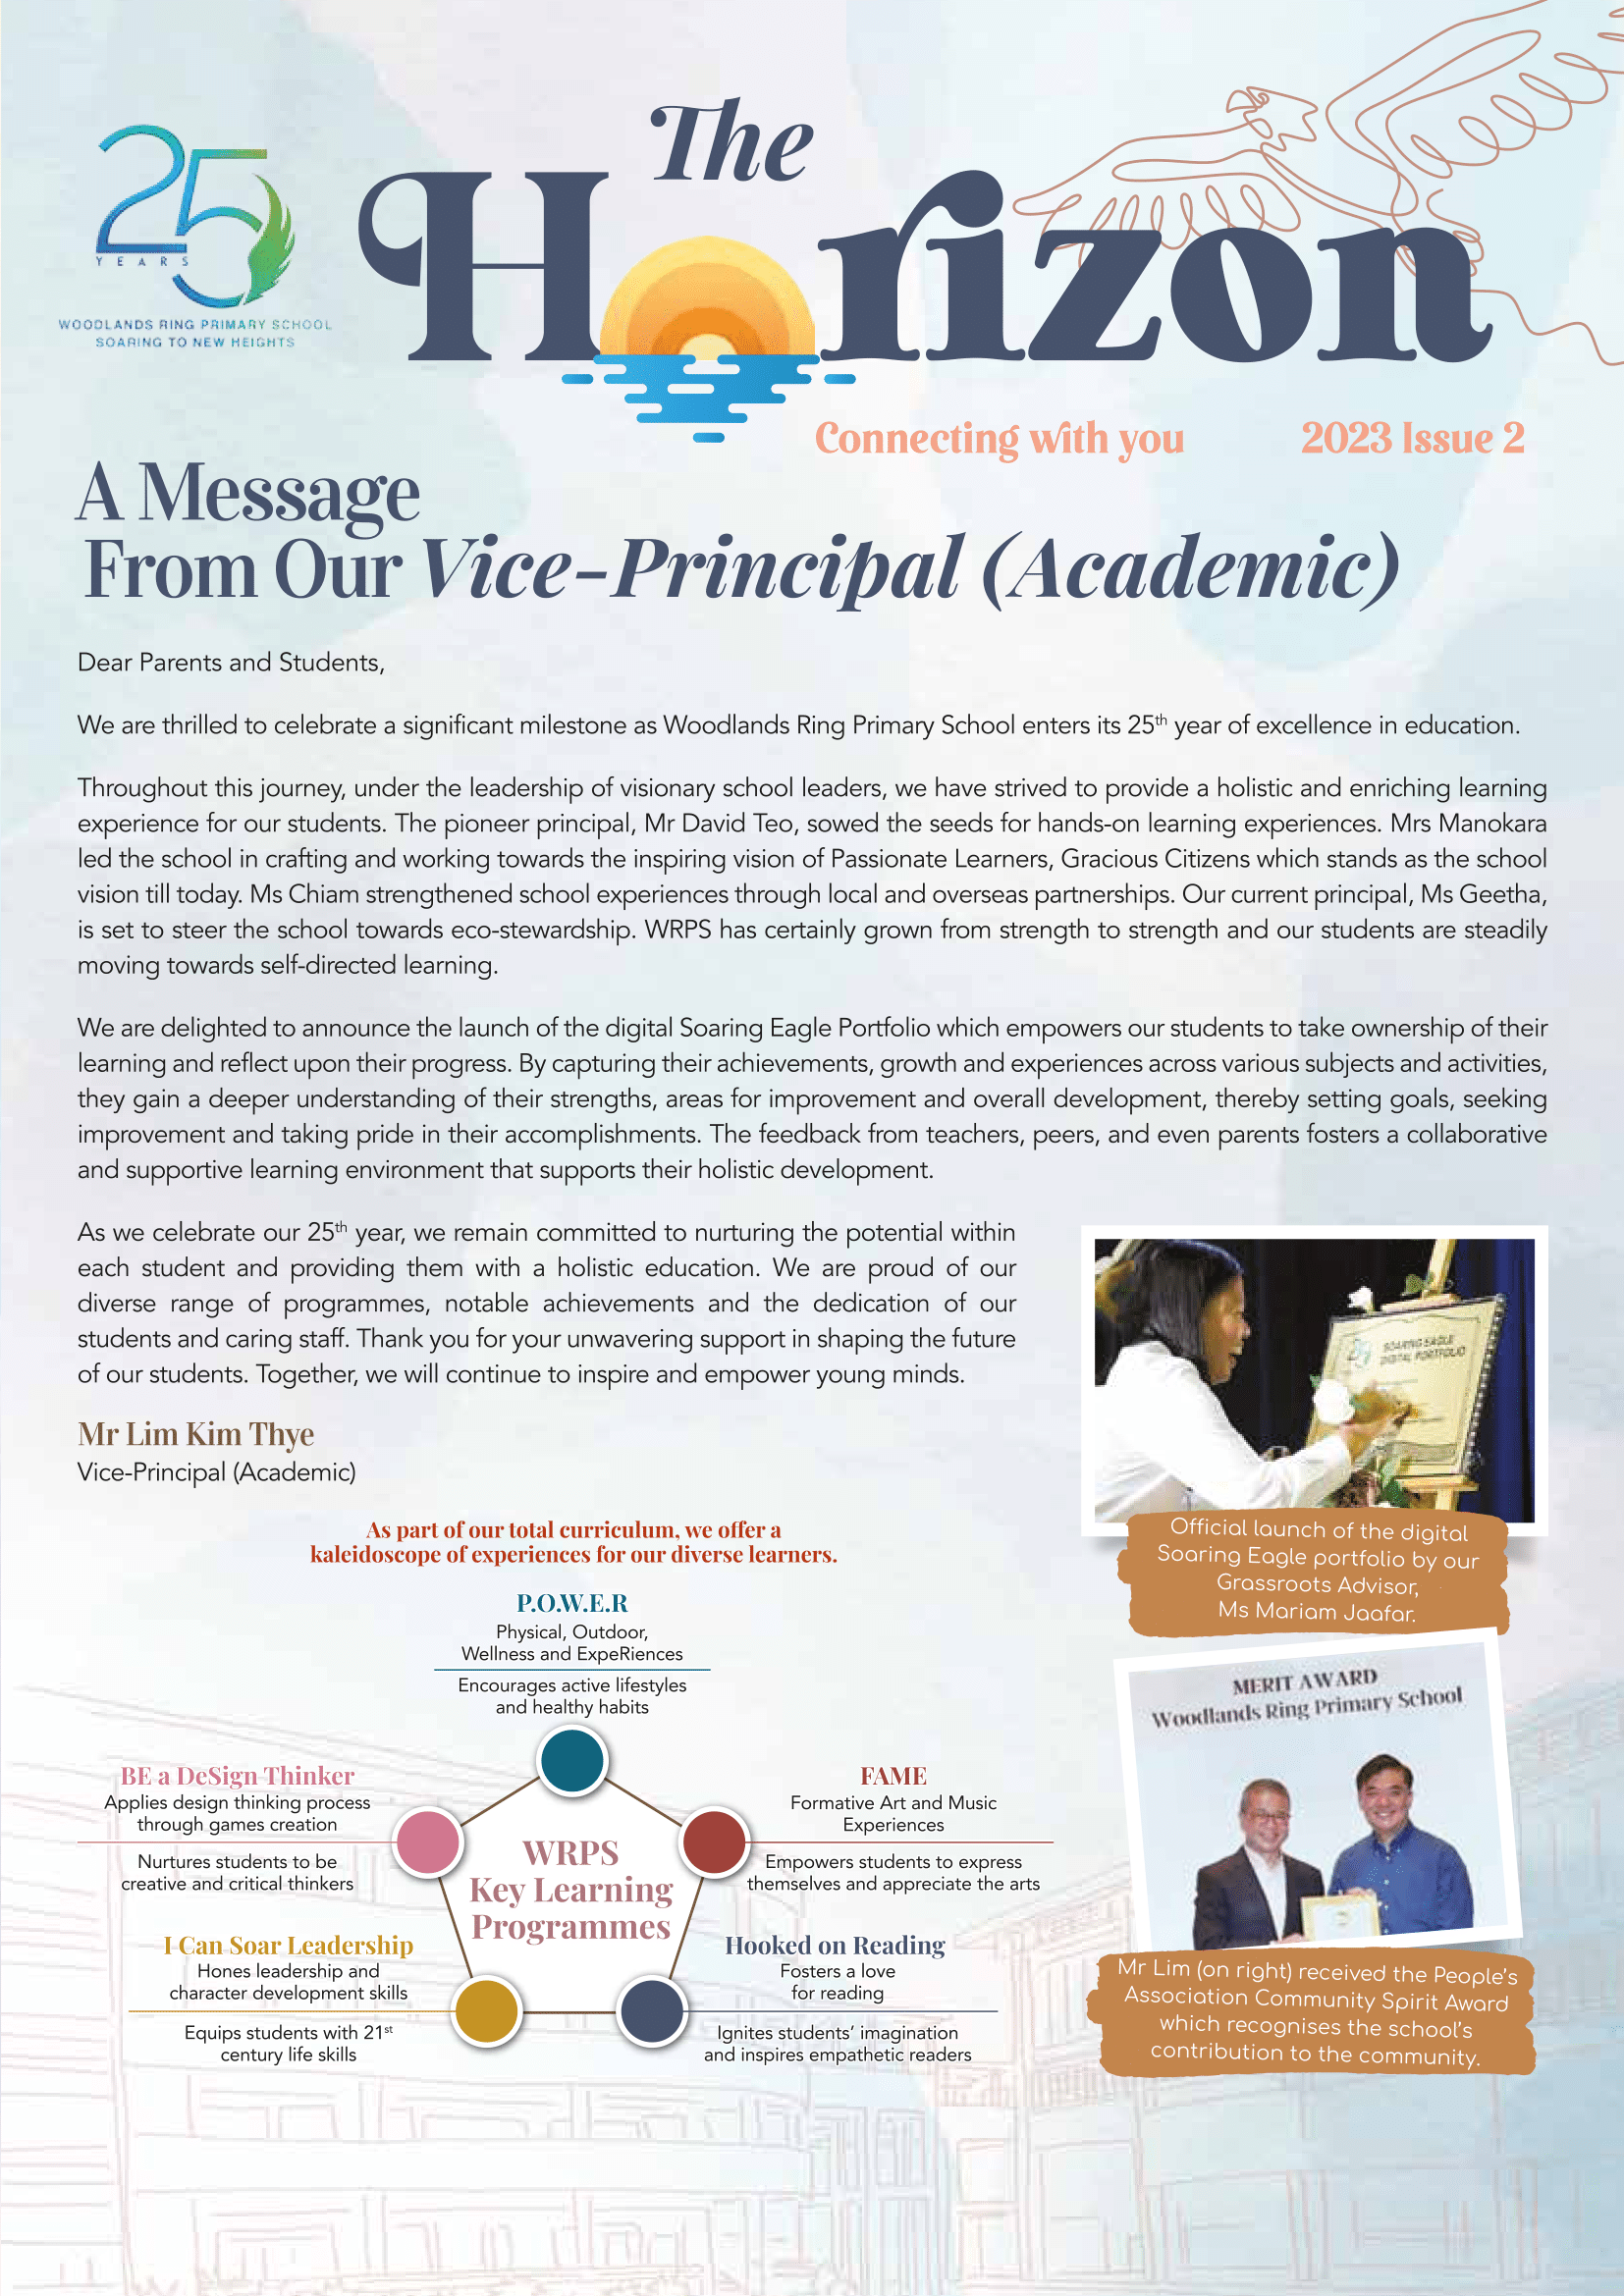 25
YEARS
WOODLANDS RING PRIMARY SCHOOL
SOARING TO NEW HEIGHTS
The
Horizon
Connecting with you
2023 Issue 2
A Message
From Our Vice-Principal (Academic)
Dear Parents and Students,
We are thrilled to celebrate a significant milestone as Woodlands Ring Primary School enters its 25th year of excellence in education.
Throughout this journey, under the leadership of visionary school leaders, we have strived to provide a holistic and enriching learning
experience for our students. The pioneer principal, Mr David Teo, sowed the seeds for hands-on learning experiences. Mrs Manokara
led the school in crafting and working towards the inspiring vision of Passionate Learners, Gracious Citizens which stands as the school
vision till today. Ms Chiam strengthened school experiences through local and overseas partnerships. Our current principal, Ms Geetha,
is set to steer the school towards eco-stewardship. WRPS has certainly grown from strength to strength and our students are steadily
moving towards self-directed learning.
We are delighted to announce the launch of the digital Soaring Eagle Portfolio which empowers our students to take ownership of their
learning and reflect upon their progress. By capturing their achievements, growth and experiences across various subjects and activities,
they gain a deeper understanding of their strengths, areas for improvement and overall development, thereby setting goals, seeking
improvement and taking pride in their accomplishments. The feedback from teachers, peers, and even parents fosters a collaborative
and supportive learning environment that supports their holistic development.
As we celebrate our 25th year, we remain committed to nurturing the potential within
each student and providing them with a holistic education. We are proud of our
diverse range of programmes, notable achievements and the dedication of our
students and caring staff. Thank you for your unwavering support in shaping the future
of our students. Together, we will continue to inspire and empower young minds.
Mr Lim Kim Thye
Vice-Principal (Academic)
SOARING EAGLE
DIGITAL PORTFOLIO
Official launch of the digital
Soaring Eagle portfolio by our
Grassroots Advisor,
Ms Mariam Jaafar.
MERIT AWARD
Woodlands Ring Primary School
Mr Lim (on right) received the People's
Association Community Spirit Award
which recognises the school's
contribution to the community.
As part of our total curriculum, we offer a
kaleidoscope of experiences for our diverse learners.
P.O.W.E.R
Physical, Outdoor,
Wellness and ExpeRiences
Encourages active lifestyles
and healthy habits
BE a DeSign Thinker
Applies design thinking process
through games creation
Nurtures students to be
creative and critical thinkers
FAME
Formative Art and Music
Experiences
Empowers students to express
themselves and appreciate the arts
WRPS
Key Learning
Programmes
I Can Soar Leadership
Hones leadership and
character development skills
Equips students with 21st
century life skills
Hooked on Reading
Fosters a love
for reading
Ignites students' imagination
and inspires empathetic readers